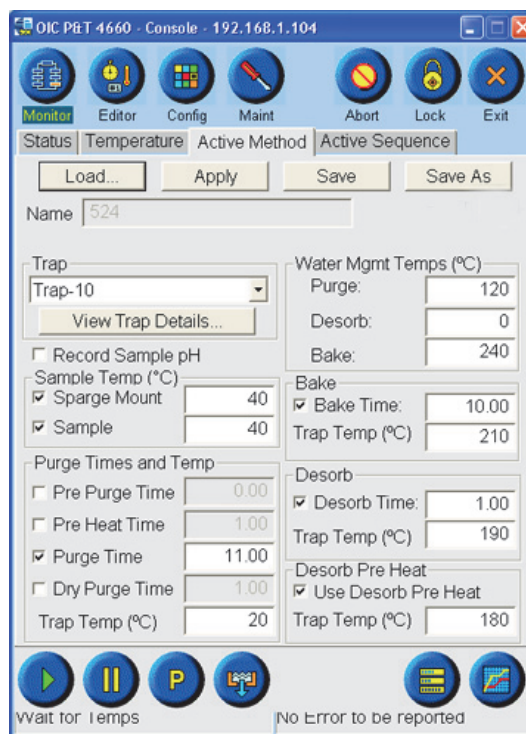 OIC P&T 4660 - Console - 192.168.1.104
Monitor Editor Config Maint Abort Lock Exit
Status Temperature Active Method Active Sequence
Load... Apply Save Save As
Name 524
Trap
Trap-10
View Trap Details...
Record Sample pH
Sample Temp (°C)
Sparge Mount 40
Sample 40
Purge Times and Temp
Pre Purge Time 0.00
Pre Heat Time 1.00
Purge Time 11.00
Dry Purge Time 1.00
Trap Temp (ºC) 20
Water Mgmt Temps (ºC)
Purge: 120
Desorb: 0
Bake: 240
Bake
Bake Time: 10.00
Trap Temp (ºC) 210
Desorb
Desorb Time: 1.00
Trap Temp (ºC) 190
Desorb Pre Heat
Use Desorb Pre Heat
Trap Temp (ºC) 180
P
Wait for Temps No Error to be reported